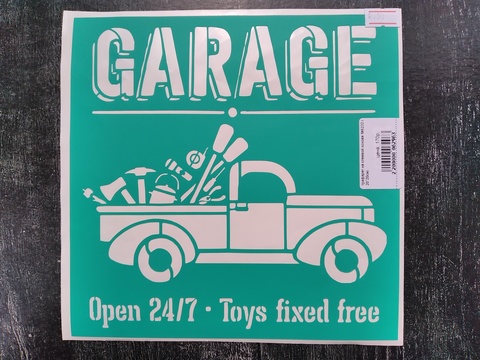 GARAGE
Open 24/7 · Toys fixed free